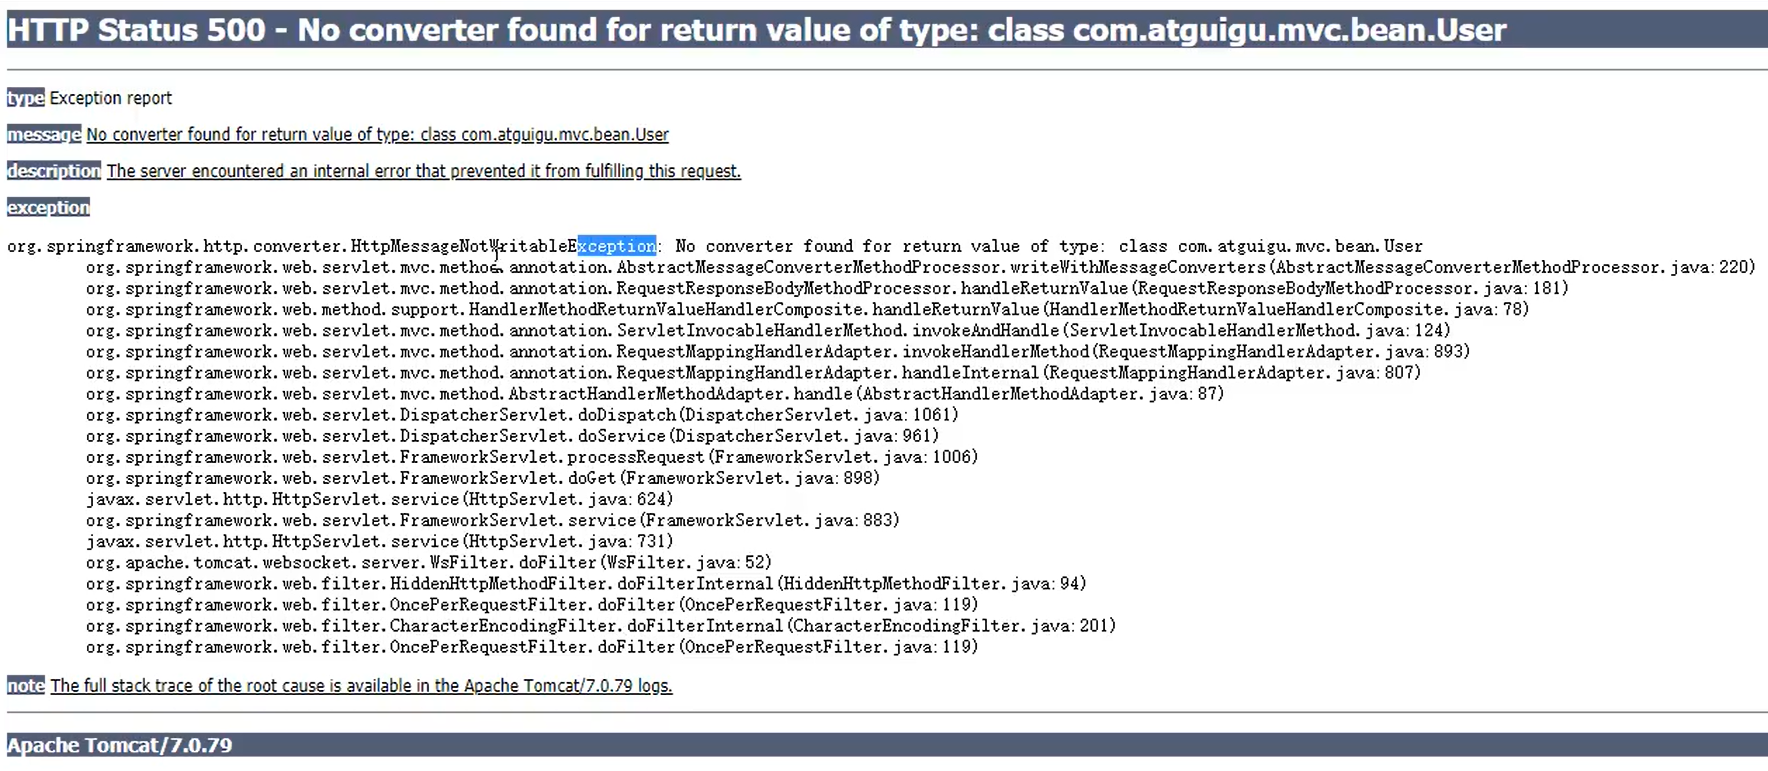 HTTP Status 500 - No converter found for return value of type: class com.atguigu.mvc.bean.User
type Exception report
message No converter found for return value of type: class com.atguigu.mvc.bean.User
description The server encountered an internal error that prevented it from fulfilling this request.
exception
org.springframework.http.converter.HttpMessageNotWritableException: No converter found for return value of type: class com.atguigu.mvc.bean.User
org.springframework.web.servlet.mvc.method.annotation.AbstractMessageConverterMethodProcessor.writeWithMessageConverters(AbstractMessageConverterMethodProcessor.java:220)
org.springframework.web.servlet.mvc.method.annotation.RequestResponseBodyMethodProcessor.handleReturnValue(RequestResponseBodyMethodProcessor.java:181)
org.springframework.web.method.support.HandlerMethodReturnValueHandlerComposite.handleReturnValue(HandlerMethodReturnValueHandlerComposite.java:78)
org.springframework.web.servlet.mvc.method.annotation.ServletInvocableHandlerMethod.invokeAndHandle(ServletInvocableHandlerMethod.java:124)
org.springframework.web.servlet.mvc.method.annotation.RequestMappingHandlerAdapter.invokeHandlerMethod(RequestMappingHandlerAdapter.java:893)
org.springframework.web.servlet.mvc.method.annotation.RequestMappingHandlerAdapter.handleInternal(RequestMappingHandlerAdapter.java:807)
org.springframework.web.servlet.mvc.method.AbstractHandlerMethodAdapter.handle(AbstractHandlerMethodAdapter.java:87)
org.springframework.web.servlet.DispatcherServlet.doDispatch(DispatcherServlet.java:1061)
org.springframework.web.servlet.DispatcherServlet.doService(DispatcherServlet.java:961)
org.springframework.web.servlet.FrameworkServlet.processRequest(FrameworkServlet.java:1006)
org.springframework.web.servlet.FrameworkServlet.doGet(FrameworkServlet.java:898)
javax.servlet.http.HttpServlet.service(HttpServlet.java:624)
org.springframework.web.servlet.FrameworkServlet.service(FrameworkServlet.java:883)
javax.servlet.http.HttpServlet.service(HttpServlet.java:731)
org.apache.tomcat.websocket.server.WsFilter.doFilter(WsFilter.java:52)
org.springframework.web.filter.HiddenHttpMethodFilter.doFilterInternal(HiddenHttpMethodFilter.java:94)
org.springframework.web.filter.OncePerRequestFilter.doFilter(OncePerRequestFilter.java:119)
org.springframework.web.filter.CharacterEncodingFilter.doFilterInternal(CharacterEncodingFilter.java:201)
org.springframework.web.filter.OncePerRequestFilter.doFilter(OncePerRequestFilter.java:119)
note The full stack trace of the root cause is available in the Apache Tomcat/7.0.79 logs.
Apache Tomcat/7.0.79